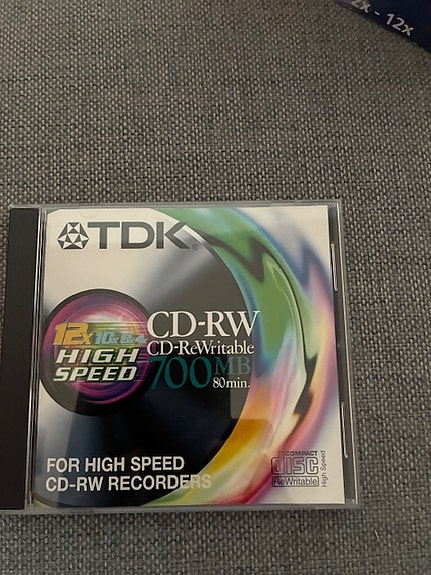 2x - 12x
TDK®
12x 10x 8x 4x
HIGH
SPEED
CD-RW
CD-ReWritable
700MB
80min.
FOR HIGH SPEED
CD-RW RECORDERS
COMPACT
disc
ReWritable
High Speed